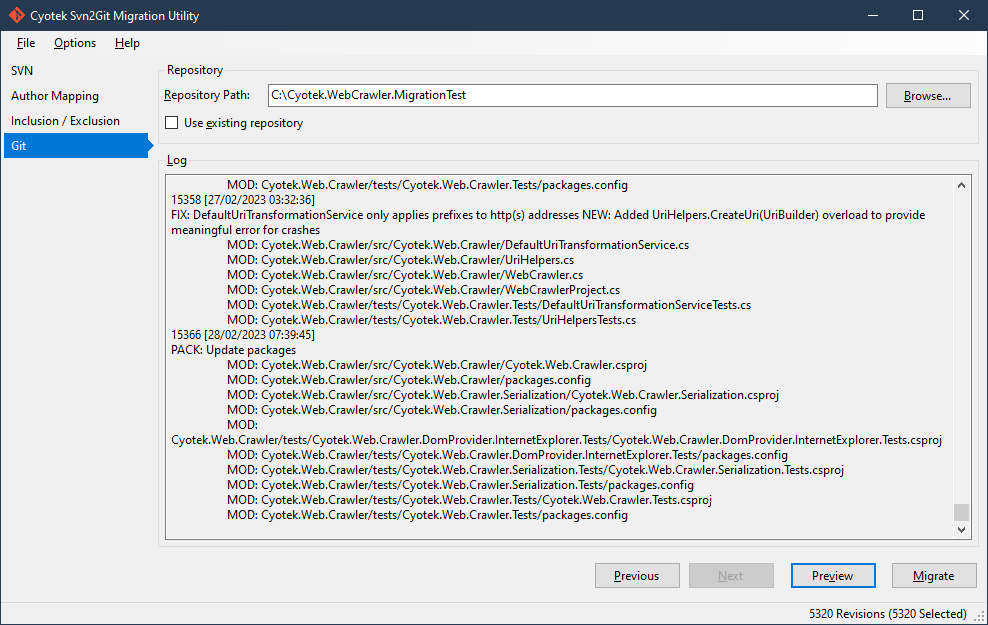 Cyotek Svn2Git Migration Utility
File Options Help
SVN
Author Mapping
Inclusion / Exclusion
Git
Repository
Repository Path: C:\Cyotek.WebCrawler.MigrationTest Browse...
Use existing repository
Log
MOD: Cyotek.Web.Crawler/tests/Cyotek.Web.Crawler.Tests/packages.config
15358 [27/02/2023 03:32:36]
FIX: DefaultUriTransformationService only applies prefixes to http(s) addresses NEW: Added UriHelpers.CreateUri(UriBuilder) overload to provide
meaningful error for crashes
MOD: Cyotek.Web.Crawler/src/Cyotek.Web.Crawler/DefaultUriTransformationService.cs
MOD: Cyotek.Web.Crawler/src/Cyotek.Web.Crawler/UriHelpers.cs
MOD: Cyotek.Web.Crawler/src/Cyotek.Web.Crawler/WebCrawler.cs
MOD: Cyotek.Web.Crawler/src/Cyotek.Web.Crawler/WebCrawlerProject.cs
MOD: Cyotek.Web.Crawler/tests/Cyotek.Web.Crawler.Tests/DefaultUriTransformationServiceTests.cs
MOD: Cyotek.Web.Crawler/tests/Cyotek.Web.Crawler.Tests/UriHelpersTests.cs
15366 [28/02/2023 07:39:45]
PACK: Update packages
MOD: Cyotek.Web.Crawler/src/Cyotek.Web.Crawler/Cyotek.Web.Crawler.csproj
MOD: Cyotek.Web.Crawler/src/Cyotek.Web.Crawler/packages.config
MOD: Cyotek.Web.Crawler/src/Cyotek.Web.Crawler.Serialization/Cyotek.Web.Crawler.Serialization.csproj
MOD: Cyotek.Web.Crawler/src/Cyotek.Web.Crawler.Serialization/packages.config
MOD:
Cyotek.Web.Crawler/tests/Cyotek.Web.Crawler.DomProvider.InternetExplorer.Tests/Cyotek.Web.Crawler.DomProvider.InternetExplorer.Tests.csproj
MOD: Cyotek.Web.Crawler/tests/Cyotek.Web.Crawler.DomProvider.InternetExplorer.Tests/packages.config
MOD: Cyotek.Web.Crawler/tests/Cyotek.Web.Crawler.Serialization.Tests/Cyotek.Web.Crawler.Serialization.Tests.csproj
MOD: Cyotek.Web.Crawler/tests/Cyotek.Web.Crawler.Serialization.Tests/packages.config
MOD: Cyotek.Web.Crawler/tests/Cyotek.Web.Crawler.Tests/Cyotek.Web.Crawler.Tests.csproj
MOD: Cyotek.Web.Crawler/tests/Cyotek.Web.Crawler.Tests/packages.config
Previous Next Preview Migrate
5320 Revisions (5320 Selected)